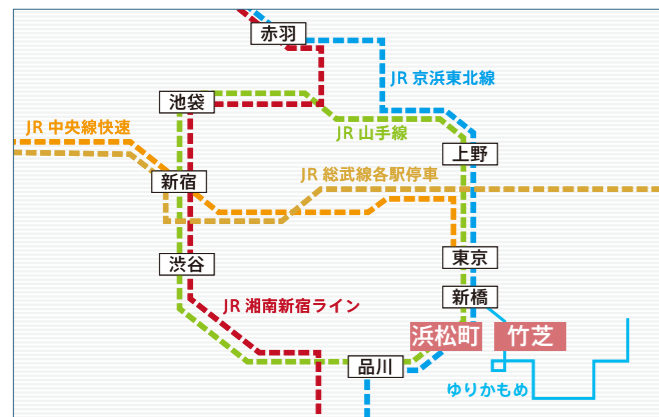 赤羽
JR 京浜東北線
池袋
JR 中央線快速
JR 山手線
上野
JR 総武線各駅停車
新宿
東京
渋谷
新橋
JR 湘南新宿ライン
浜松町
竹芝
品川
ゆりかもめ